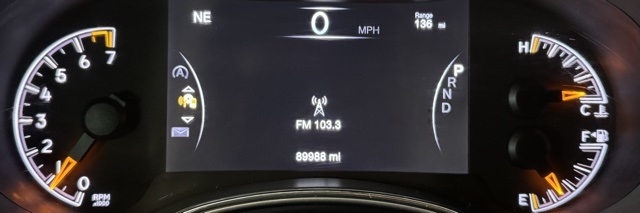 NE
0 MPH
Range
136 mi
7
6
5
4
3
2
1
0
RPM
x1000
A
FM 103.3
89988 mi
P
R
N
D
H
C
F
E